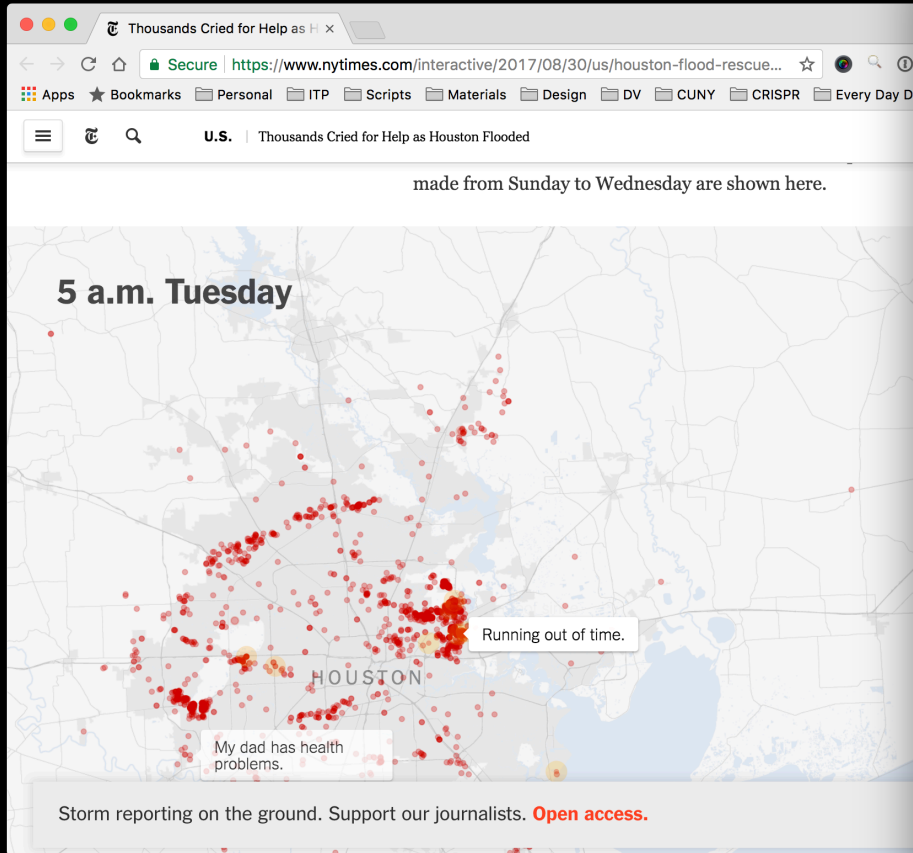 Thousands Cried for Help as H
Secure https://www.nytimes.com/interactive/2017/08/30/us/houston-flood-rescue...
Apps Bookmarks Personal ITP Scripts Materials Design DV CUNY CRISPR Every Day D
U.S. Thousands Cried for Help as Houston Flooded
made from Sunday to Wednesday are shown here.
5 a.m. Tuesday
Running out of time.
HOUSTON
My dad has health
problems.
Storm reporting on the ground. Support our journalists. Open access.